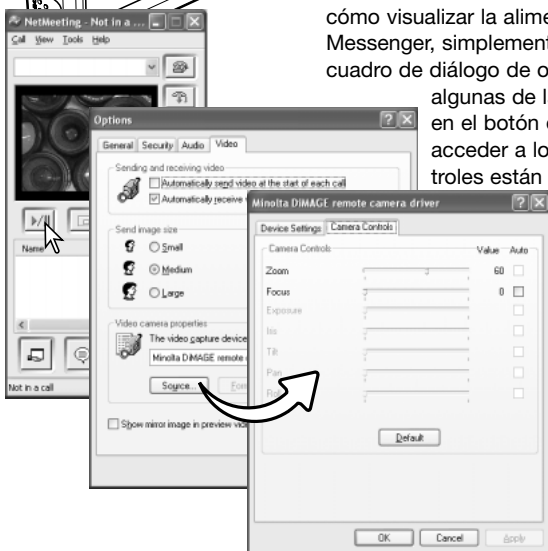 cómo visualizar la alime
Messenger, simplement
cuadro de diálogo de o
algunas de l
en el botón
acceder a lo
troles están
NetMeeting - Not in a ...
Call View Tools Help
Name
Not in a call
Options
General Security Audio Video
Sending and receiving video
Automatically send video at the start of each call
Automatically receive
Send image size
Small
Medium
Large
Video camera properties
The video capture device
Minolta DiMAGE remote
Source...
Show mirror image in preview
Minolta DiMAGE remote camera driver
Device Settings Camera Controls
Camera Controls Value Auto
Zoom 60
Focus 0
Exposure
Iris
Tilt
Pan
Default
OK Cancel Apply